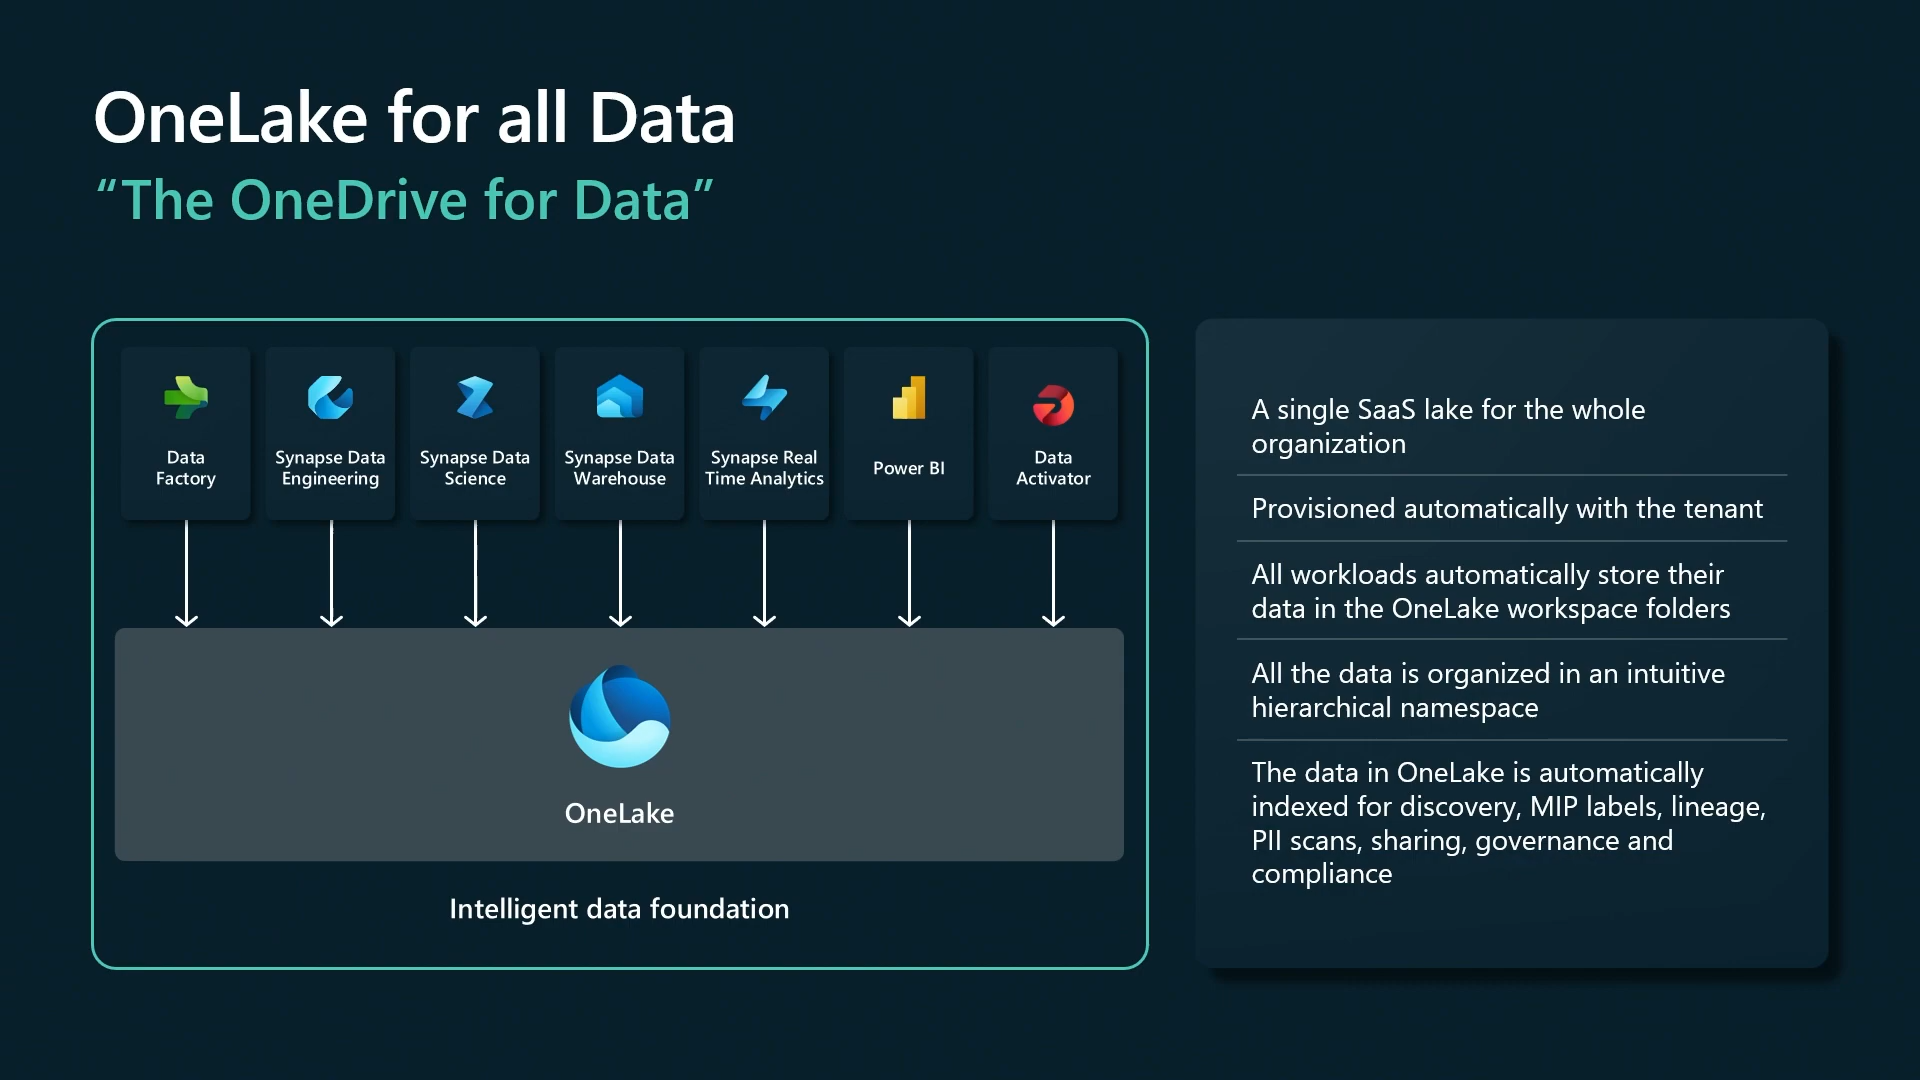 OneLake for all Data
“The OneDrive for Data”
Data
Factory
Synapse Data
Engineering
Synapse Data
Science
Synapse Data
Warehouse
Synapse Real
Time Analytics
Power BI
Data
Activator
OneLake
Intelligent data foundation
A single SaaS lake for the whole
organization
Provisioned automatically with the tenant
All workloads automatically store their
data in the OneLake workspace folders
All the data is organized in an intuitive
hierarchical namespace
The data in OneLake is automatically
indexed for discovery, MIP labels, lineage,
PII scans, sharing, governance and
compliance